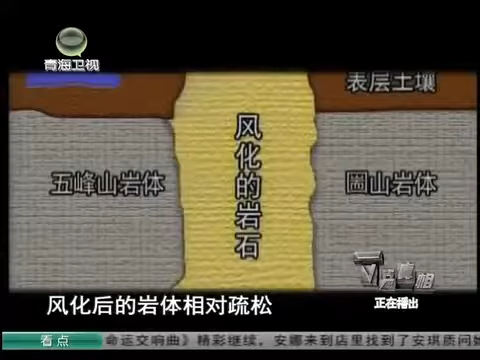 青海卫视
表层土壤
风化的岩石
五峰山岩体
圌山岩体
真相
正在播出
风化后的岩体相对疏松
看点
命运交响曲》精彩继续。安娜来到店里找到了安琪质问她